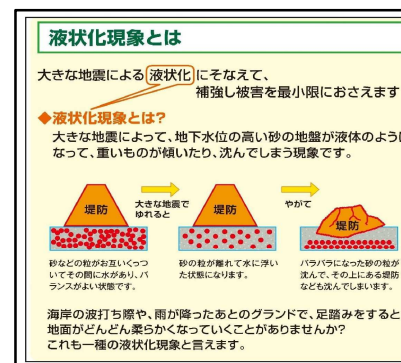 液状化現象とは
大きな地震による液状化にそなえて、
補強し被害を最小限におさえます
◆液状化現象とは?
大きな地震によって、地下水位の高い砂の地盤が液体のように
なって、重いものが傾いたり、沈んでしまう現象です。
堤防
大きな地震で
ゆれると
堤防
やがて
堤防
砂などの粒がお互いくっつ
いてその間に水があり、バ
ランスがよい状態です。
砂の粒が離れて水に浮い
た状態になります。
バラバラになった砂の粒が
沈んで、その上にある堤防
なども沈んでしまいます。
海岸の波打ち際や、雨が降ったあとのグランドで、足踏みをすると
地面がどんどん柔らかくなっていくことがありませんか?
これも一種の液状化現象と言えます。